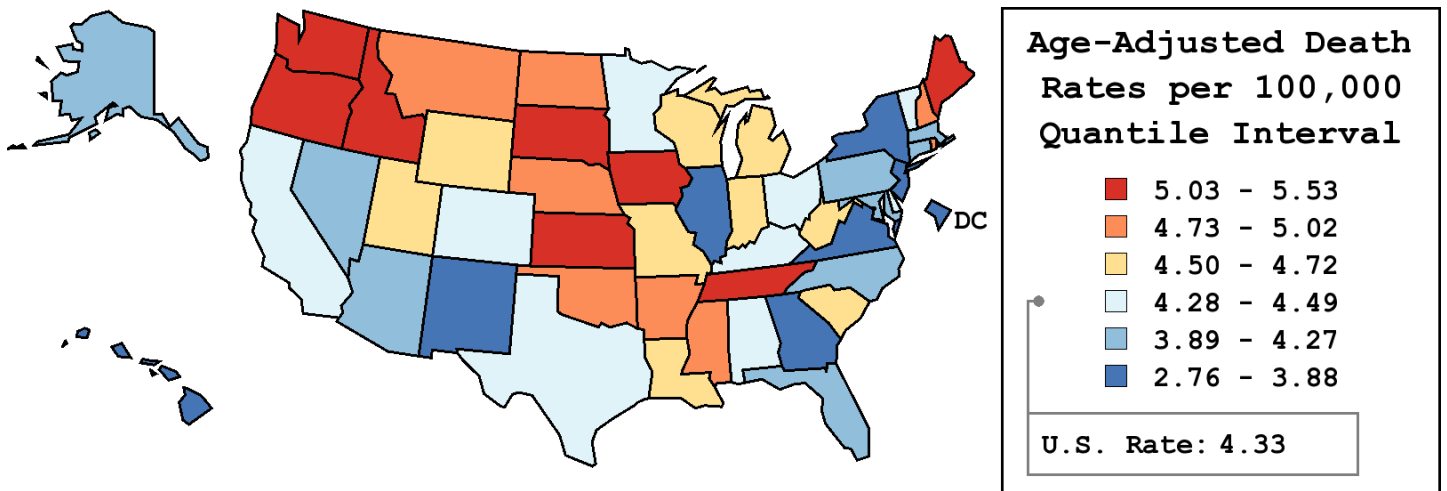 Age-Adjusted Death
Rates per 100,000
Quantile Interval
5.03 - 5.53
4.73 - 5.02
4.50 - 4.72
4.28 - 4.49
3.89 - 4.27
2.76 - 3.88
U.S. Rate: 4.33
DC